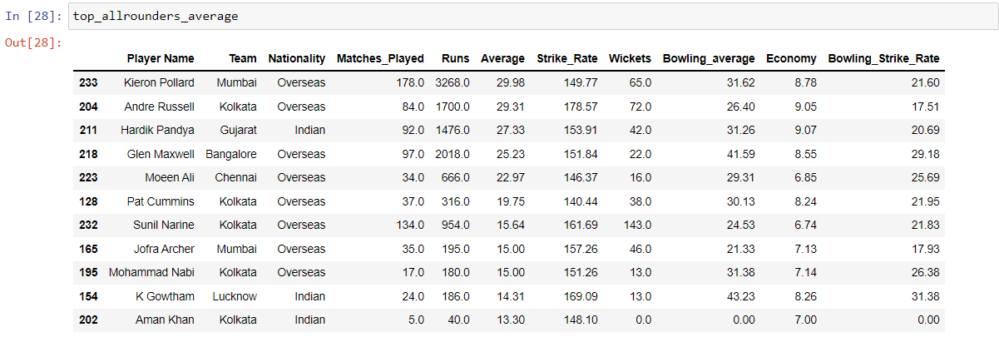 In [28]: top_allrounders_average
Out[28]:
Player Name Team Nationality Matches_Played Runs Average Strike_Rate Wickets Bowling_average Economy Bowling_Strike_Rate
233 Kieron Pollard Mumbai Overseas 178.0 3268.0 29.98 149.77 65.0 31.62 8.78 21.60
204 Andre Russell Kolkata Overseas 84.0 1700.0 29.31 178.57 72.0 26.40 9.05 17.51
211 Hardik Pandya Gujarat Indian 92.0 1476.0 27.33 153.91 42.0 31.26 9.07 20.69
218 Glen Maxwell Bangalore Overseas 97.0 2018.0 25.23 151.84 22.0 41.59 8.55 29.18
223 Moeen Ali Chennai Overseas 34.0 666.0 22.97 146.37 16.0 29.31 6.85 25.69
128 Pat Cummins Kolkata Overseas 37.0 316.0 19.75 140.44 38.0 30.13 8.24 21.95
232 Sunil Narine Kolkata Overseas 134.0 954.0 15.64 161.69 143.0 24.53 6.74 21.83
165 Jofra Archer Mumbai Overseas 35.0 195.0 15.00 157.26 46.0 21.33 7.13 17.93
195 Mohammad Nabi Kolkata Overseas 17.0 180.0 15.00 151.26 13.0 31.38 7.14 26.38
154 K Gowtham Lucknow Indian 24.0 186.0 14.31 169.09 13.0 43.23 8.26 31.38
202 Aman Khan Kolkata Indian 5.0 40.0 13.30 148.10 0.0 0.00 7.00 0.00